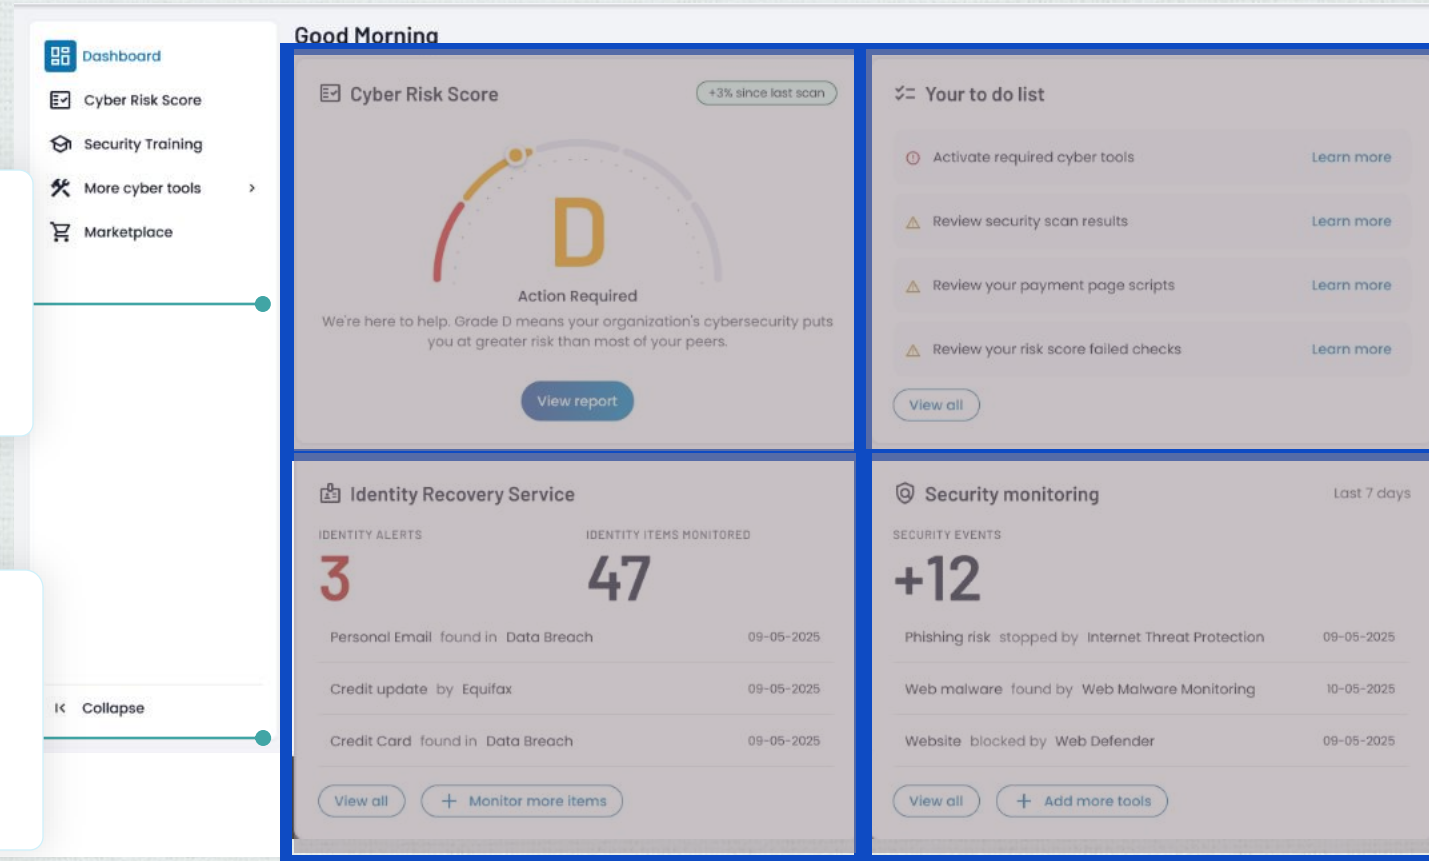 Good Morning
Dashboard
Cyber Risk Score
Security Training
More cyber tools
Marketplace
Collapse
Cyber Risk Score
+3% since last scan
D
Action Required
We're here to help. Grade D means your organization's cybersecurity puts
you at greater risk than most of your peers.
View report
Your to do list
Activate required cyber tools Learn more
Review security scan results Learn more
Review your payment page scripts Learn more
Review your risk score failed checks Learn more
View all
Identity Recovery Service
IDENTITY ALERTS IDENTITY ITEMS MONITORED
3 47
Personal Email found in Data Breach 09-05-2025
Credit update by Equifax 09-05-2025
Credit Card found in Data Breach 09-05-2025
View all + Monitor more items
Security monitoring Last 7 days
SECURITY EVENTS
+12
Phishing risk stopped by Internet Threat Protection 09-05-2025
Web malware found by Web Malware Monitoring 10-05-2025
Website blocked by Web Defender 09-05-2025
View all + Add more tools